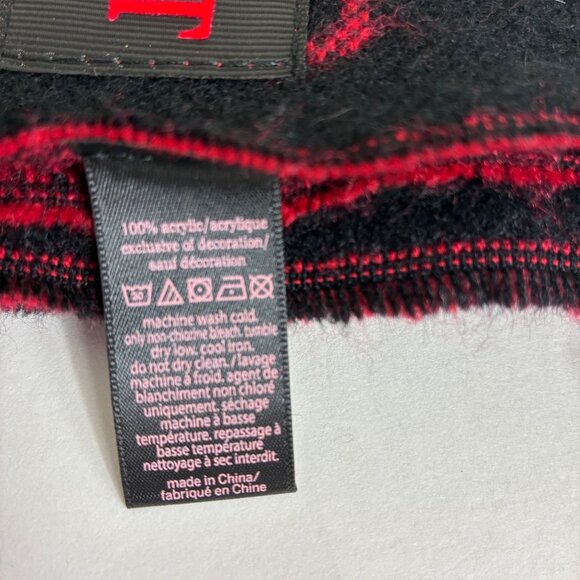 100% acrylic/acrylique
exclusive of decoration/
sauf décoration
30
machine wash cold.
only non-chlorine bleach. tumble
dry low. cool iron.
do not dry clean. / lavage
machine à froid. agent de
blanchiment non chloré
uniquement. séchage
machine à basse
température. repassage à
basse température
nettoyage à sec interdit.
made in China/
fabriqué en Chine